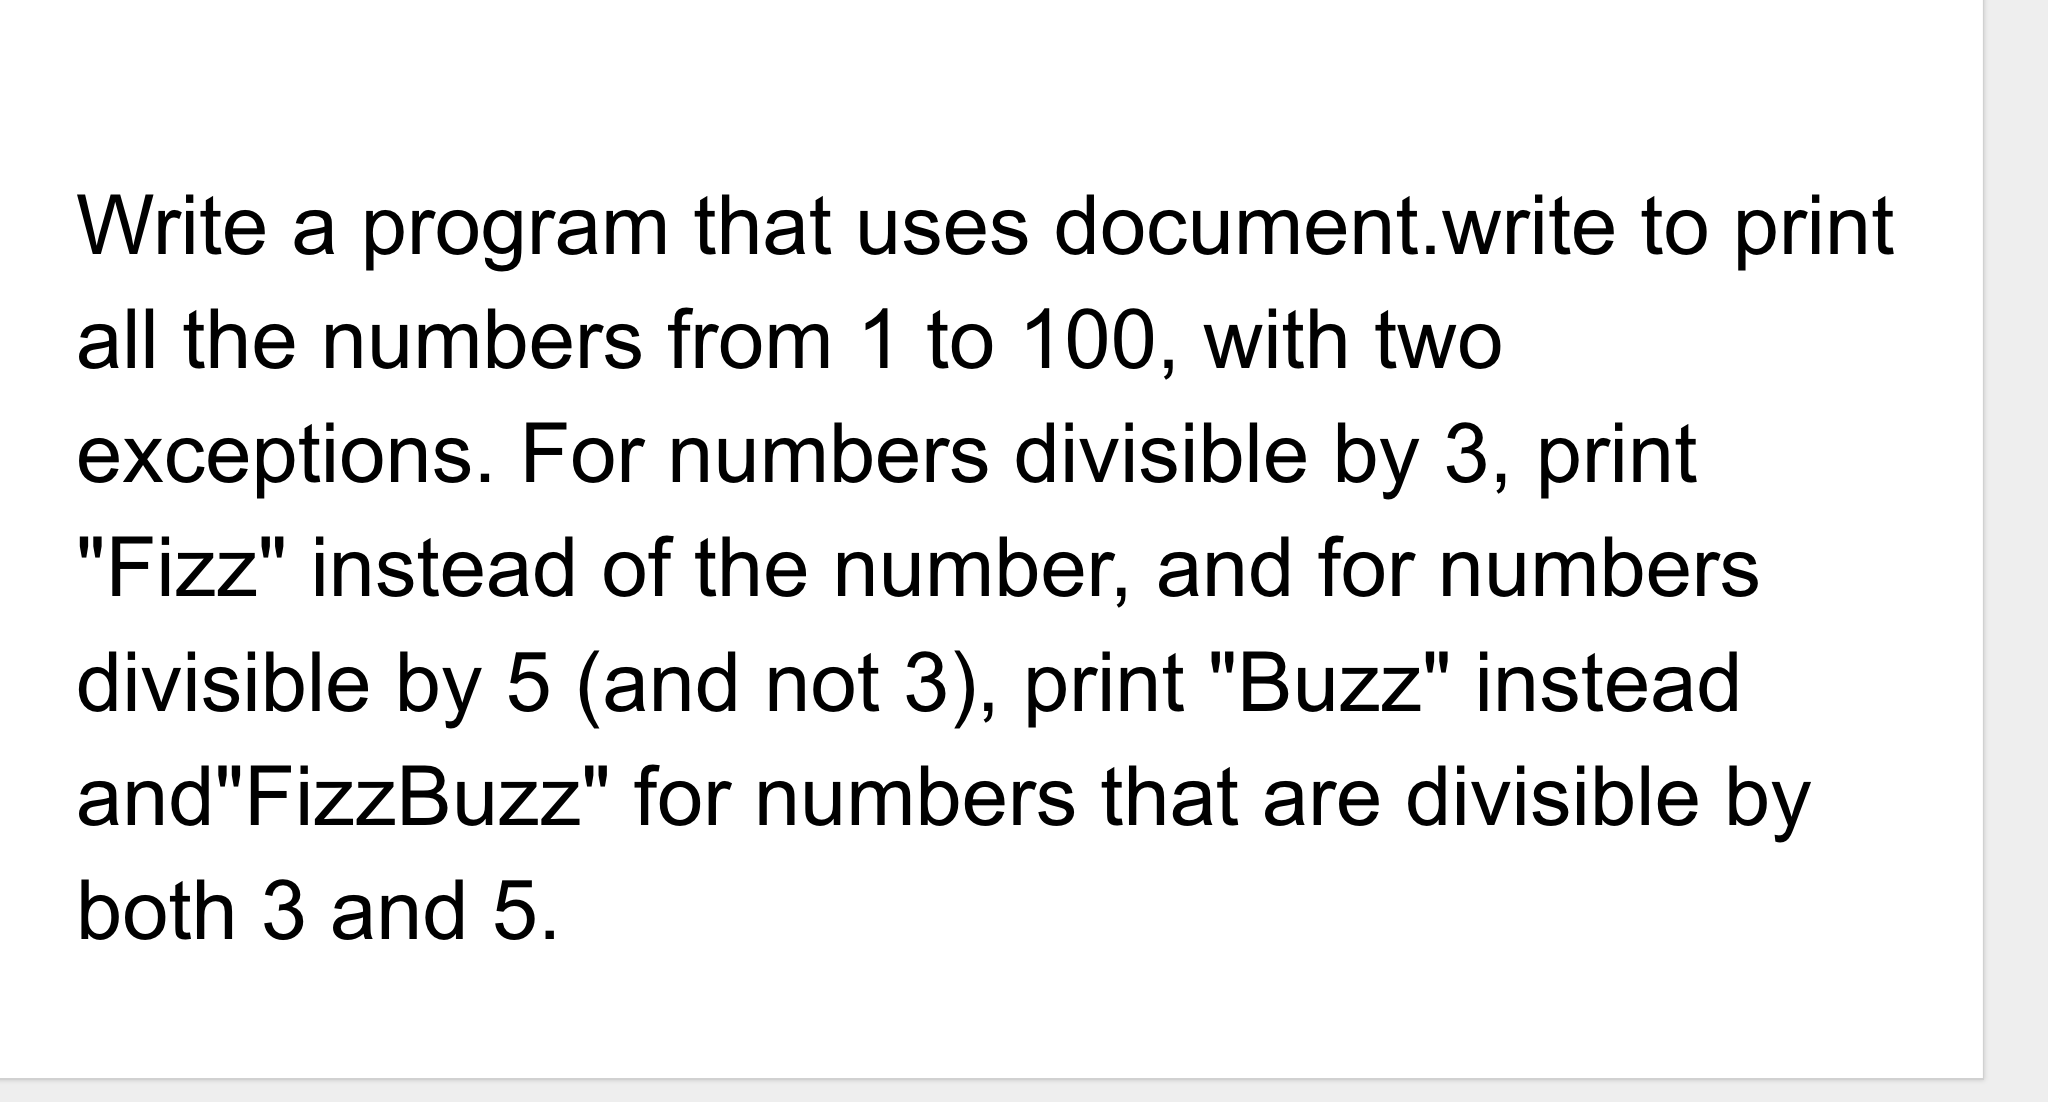 Write a program that uses document.write to print
all the numbers from 1 to 100, with two
exceptions. For numbers divisible by 3, print
"Fizz" instead of the number, and for numbers
divisible by 5 (and not 3), print "Buzz" instead
and"FizzBuzz" for numbers that are divisible by
both 3 and 5.